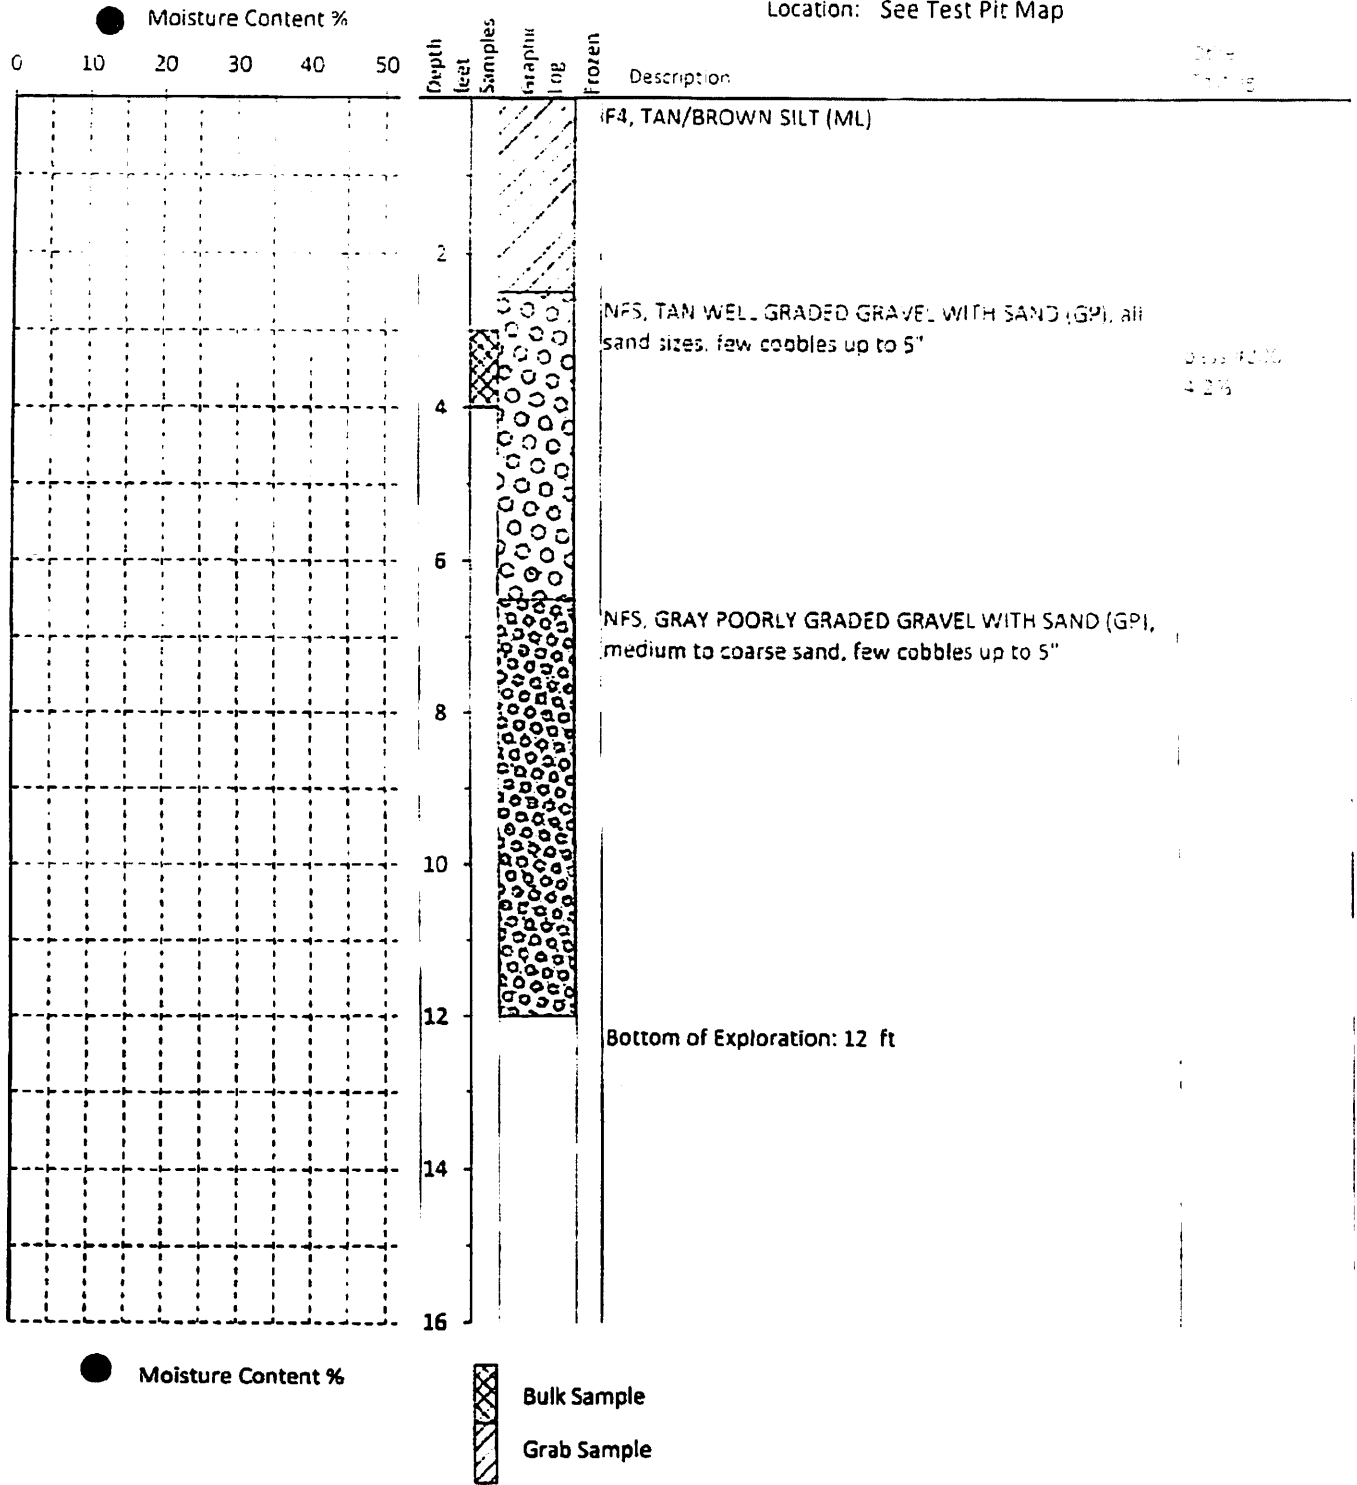 Moisture Content %
Location: See Test Pit Map
0 10 20 30 40 50
Depth feet
Samples
Graphic Log
Frozen
Description
F4, TAN/BROWN SILT (ML)
2
NFS, TAN WELL GRADED GRAVEL WITH SAND (GP), all
sand sizes, few cobbles up to 5"
4.2%
4
6
NFS, GRAY POORLY GRADED GRAVEL WITH SAND (GP),
medium to coarse sand, few cobbles up to 5"
8
10
12
Bottom of Exploration: 12 ft
14
16
Moisture Content %
Bulk Sample
Grab Sample